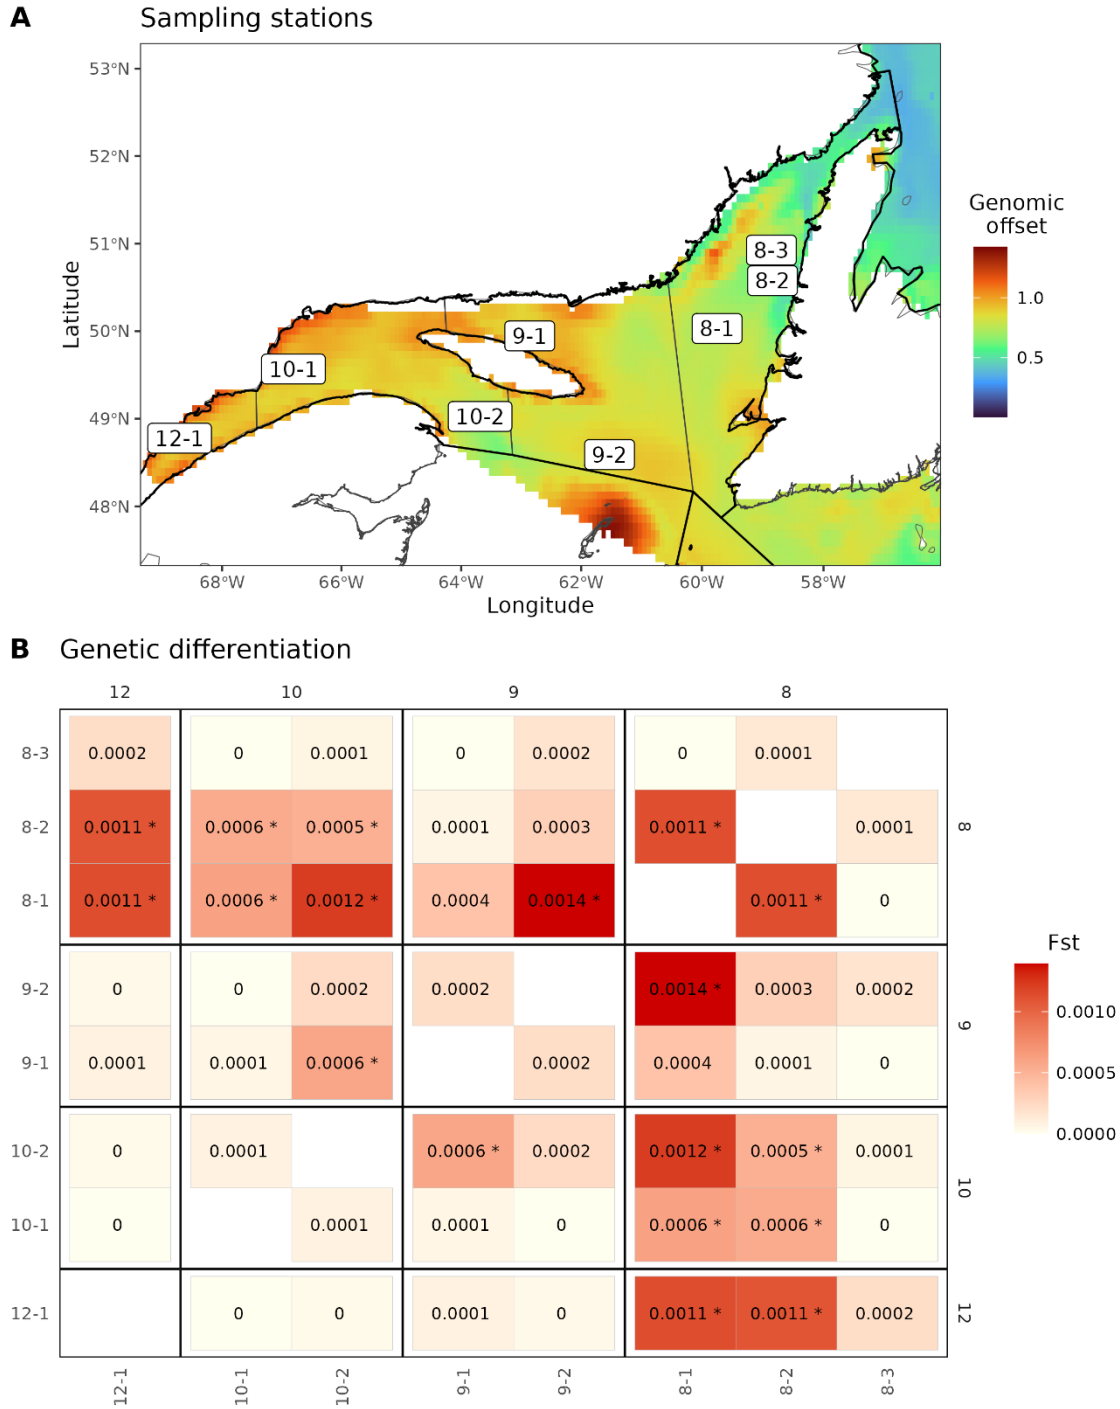 A Sampling stations
53°N
52°N
51°N
50°N
49°N
48°N
Latitude
8-3
8-2
8-1
9-1
10-1
10-2
12-1
9-2
68°W 66°W 64°W 62°W 60°W 58°W
Longitude
Genomic
offset
1.0
0.5
B Genetic differentiation
12 10 9 8
8-3 0.0002 0 0.0001 0 0.0002 0 0.0001
8-2 0.0011 * 0.0006 * 0.0005 * 0.0001 0.0003 0.0011 * 0.0001 8
8-1 0.0011 * 0.0006 * 0.0012 * 0.0004 0.0014 * 0.0011 * 0
9-2 0 0 0.0002 0.0002 0.0014 * 0.0003 0.0002
9
9-1 0.0001 0.0001 0.0006 * 0.0002 0.0004 0.0001 0
10-2 0 0.0001 0.0006 * 0.0002 0.0012 * 0.0005 * 0.0001
10
10-1 0 0.0001 0.0001 0 0.0006 * 0.0006 * 0
12-1 0 0 0.0001 0 0.0011 * 0.0011 * 0.0002 12
12-1 10-1 10-2 9-1 9-2 8-1 8-2 8-3
Fst
0.0010
0.0005
0.0000